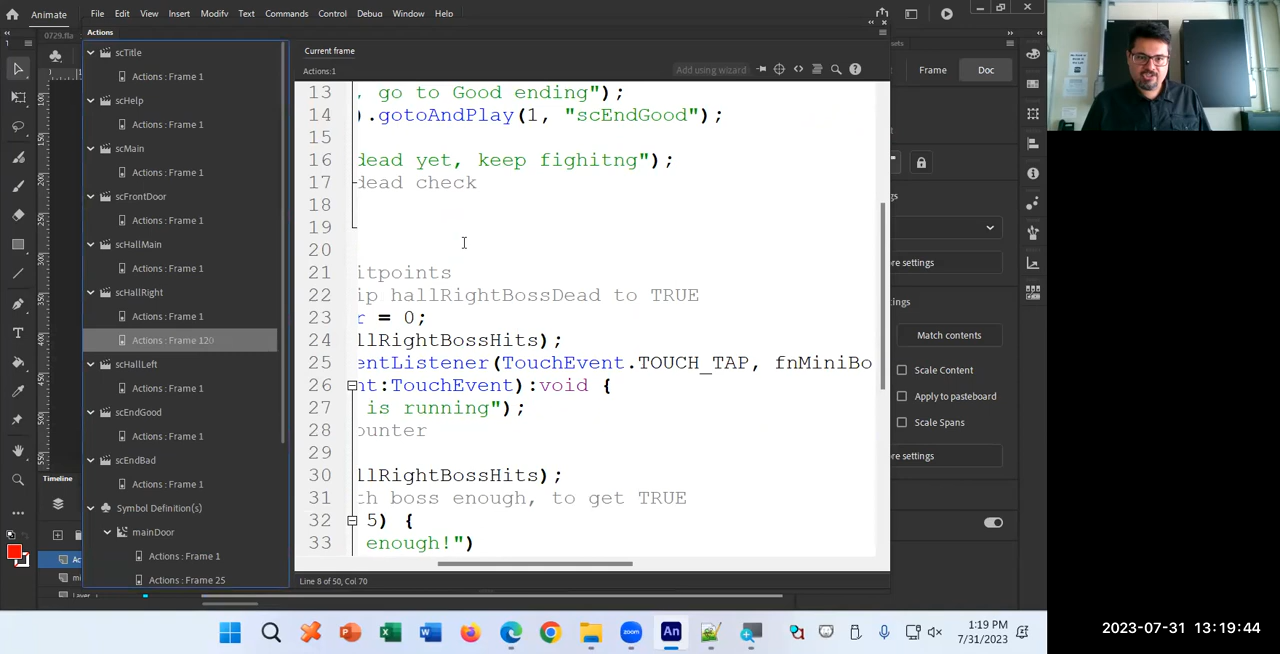 Animate
File Edit View Insert Modify Text Commands Control Debug Window Help
0729.fla
Actions
scTitle
Actions : Frame 1
scHelp
Actions : Frame 1
scMain
Actions : Frame 1
scFrontDoor
Actions : Frame 1
scHallMain
Actions : Frame 1
scHallRight
Actions : Frame 1
Actions : Frame 120
scHallLeft
Actions : Frame 1
scEndGood
Actions : Frame 1
scEndBad
Actions : Frame 1
Symbol Definition(s)
mainDoor
Actions : Frame 1
Actions : Frame 25
Timeline
Current frame
Actions:1
Add using wizard
13 , go to Good ending");
14 ).gotoAndPlay(1, "scEndGood");
15
16 dead yet, keep fighitng");
17 dead check
18
19
20
21 itpoints
22 ip hallRightBossDead to TRUE
23 r = 0;
24 llRightBossHits);
25 entListener(TouchEvent.TOUCH_TAP, fnMiniBo
26 nt:TouchEvent):void {
27 is running");
28 ounter
29
30 llRightBossHits);
31 th boss enough, to get TRUE
32 5) {
33 enough!")
Line 8 of 50, Col 70
Frame Doc
Match contents
Scale Content
Apply to pasteboard
Scale Spans
1:19 PM
7/31/2023
2023-07-31 13:19:44